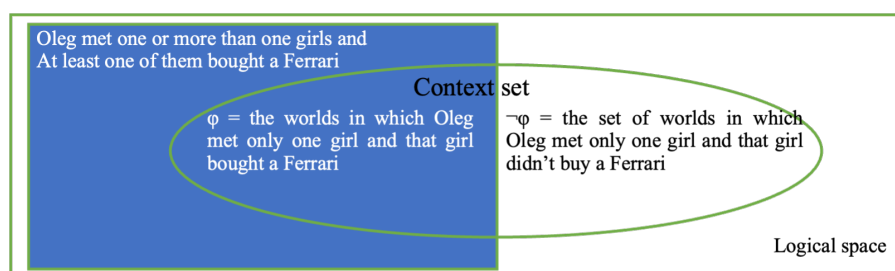 Oleg met one or more than one girls and
At least one of them bought a Ferrari
Context set
φ = the worlds in which Oleg
met only one girl and that girl
bought a Ferrari
¬φ = the set of worlds in which
Oleg met only one girl and that girl
didn’t buy a Ferrari
Logical space